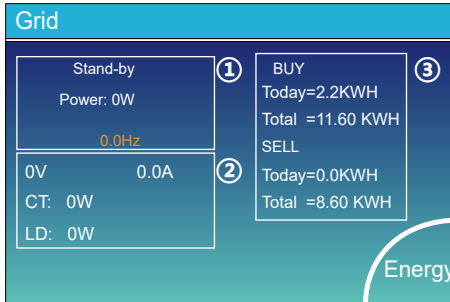 Grid
Stand-by
Power: 0W
0.0Hz
①
0V 0.0A
CT: 0W
LD: 0W
②
BUY
Today=2.2KWH
Total =11.60 KWH
SELL
Today=0.0KWH
Total =8.60 KWH
③
Energy